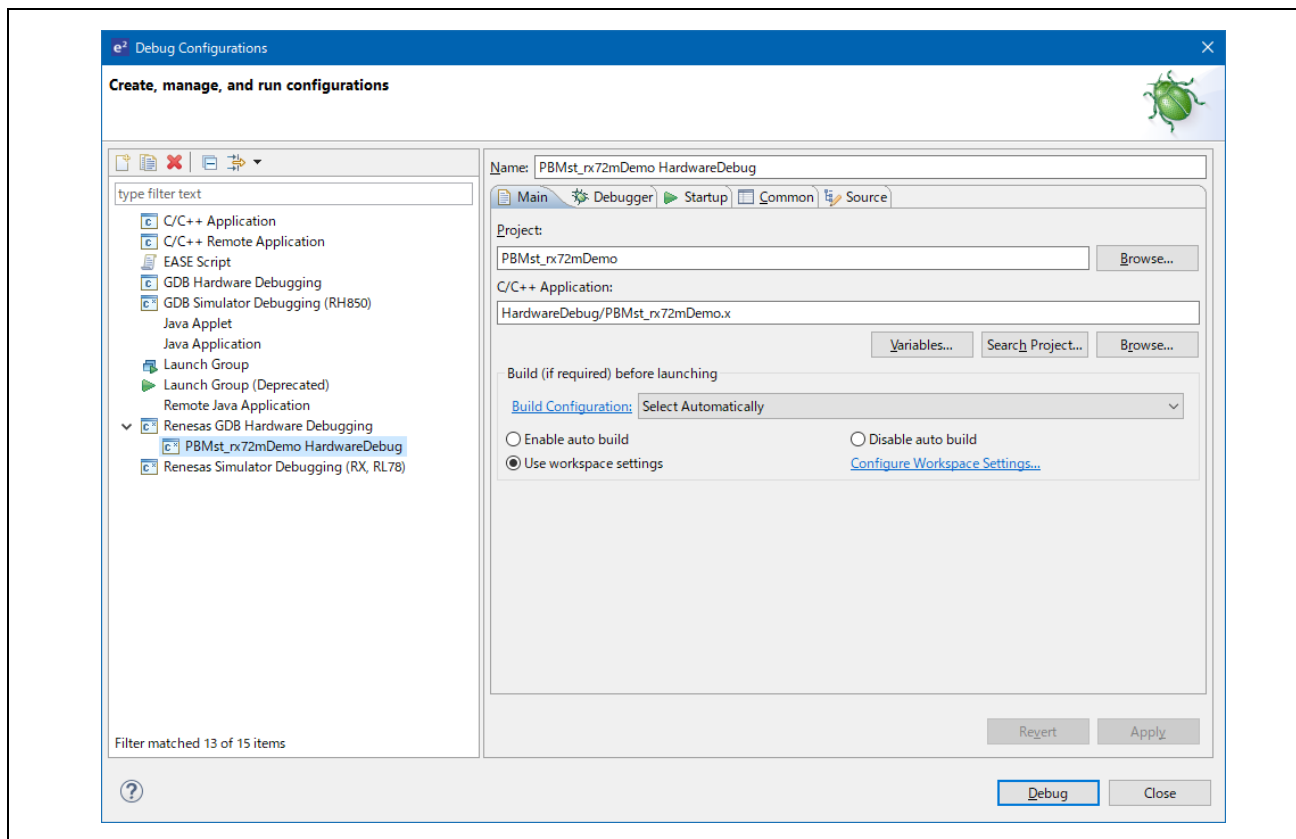 e² Debug Configurations
Create, manage, and run configurations
type filter text
C/C++ Application
C/C++ Remote Application
EASE Script
GDB Hardware Debugging
GDB Simulator Debugging (RH850)
Java Applet
Java Application
Launch Group
Launch Group (Deprecated)
Remote Java Application
Renesas GDB Hardware Debugging
PBMst_rx72mDemo HardwareDebug
Renesas Simulator Debugging (RX, RL78)
Filter matched 13 of 15 items
Name: PBMst_rx72mDemo HardwareDebug
Main Debugger Startup Common Source
Project:
PBMst_rx72mDemo Browse...
C/C++ Application:
HardwareDebug/PBMst_rx72mDemo.x
Variables... Search Project... Browse...
Build (if required) before launching
Build Configuration: Select Automatically
Enable auto build Disable auto build
Use workspace settings Configure Workspace Settings...
Revert Apply
? Debug Close